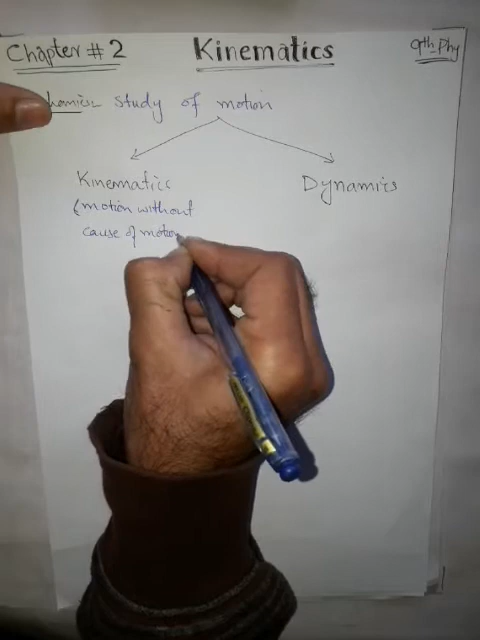 Chapter # 2 Kinematics 9th Phy
study of motion
Kinematics Dynamics
(motion without
cause of motion